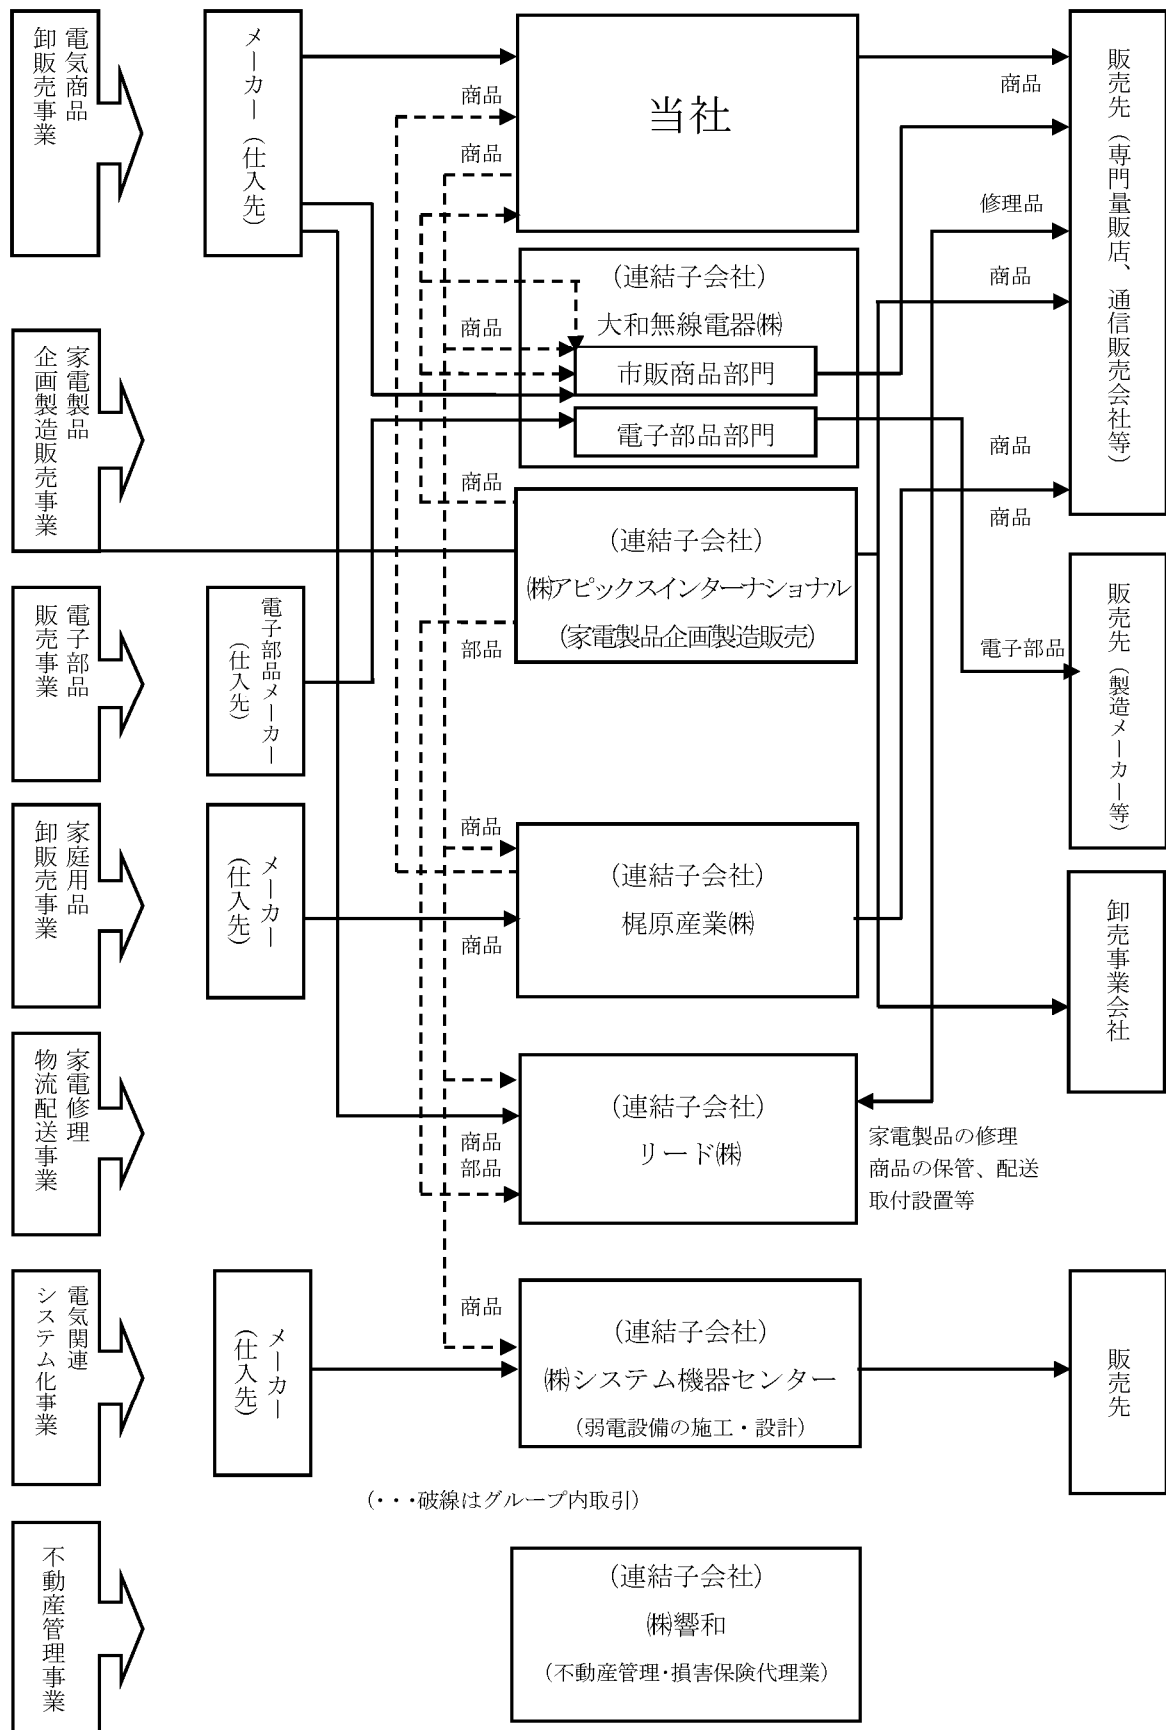 電気商品
卸販売事業
メーカー（仕入先）
商品
商品
当社
商品
販売先（専門量販店、通信販売会社等）
修理品
商品
（連結子会社）
大和無線電器㈱
商品
市販商品部門
電子部品部門
家電製品
企画製造販売事業
商品
商品
商品
（連結子会社）
㈱アピックスインターナショナル
（家電製品企画製造販売）
部品
電子部品
販売事業
電子部品メーカー
（仕入先）
電子部品
販売先（製造メーカー等）
家庭用品
卸販売事業
メーカー
（仕入先）
商品
商品
（連結子会社）
梶原産業㈱
卸売事業会社
家電修理
物流配送事業
商品
部品
（連結子会社）
リード㈱
家電製品の修理
商品の保管、配送
取付設置等
電気関連
システム化事業
メーカー
（仕入先）
商品
（連結子会社）
㈱システム機器センター
（弱電設備の施工・設計）
販売先
（・・・破線はグループ内取引）
不動産管理事業
（連結子会社）
㈱響和
（不動産管理・損害保険代理業）